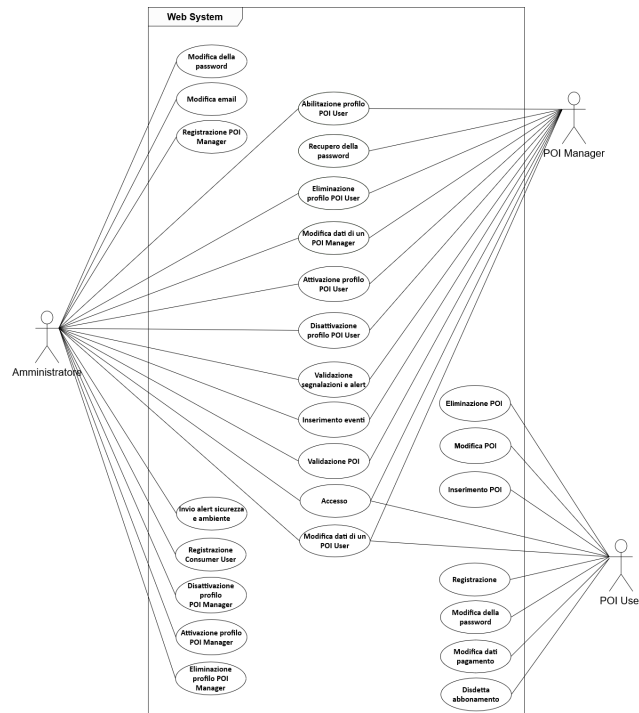 Web System
Modifica della
password
Modifica email
Registrazione POI
Manager
Abilitazione profilo
POI User
Recupero della
password
Eliminazione
profilo POI User
Modifica dati di un
POI Manager
Attivazione profilo
POI User
Disattivazione
profilo POI User
Validazione
segnalazioni e alert
Inserimento eventi
Validazione POI
Accesso
Modifica dati di un
POI User
POI Manager
Amministratore
Eliminazione POI
Modifica POI
Inserimento POI
Invio alert sicurezza
e ambiente
Registrazione
Consumer User
Disattivazione
profilo
POI Manager
Attivazione profilo
POI Manager
Eliminazione
profilo POI
Manager
POI Use
Registrazione
Modifica della
password
Modifica dati
pagamento
Disdetta
abbonamento